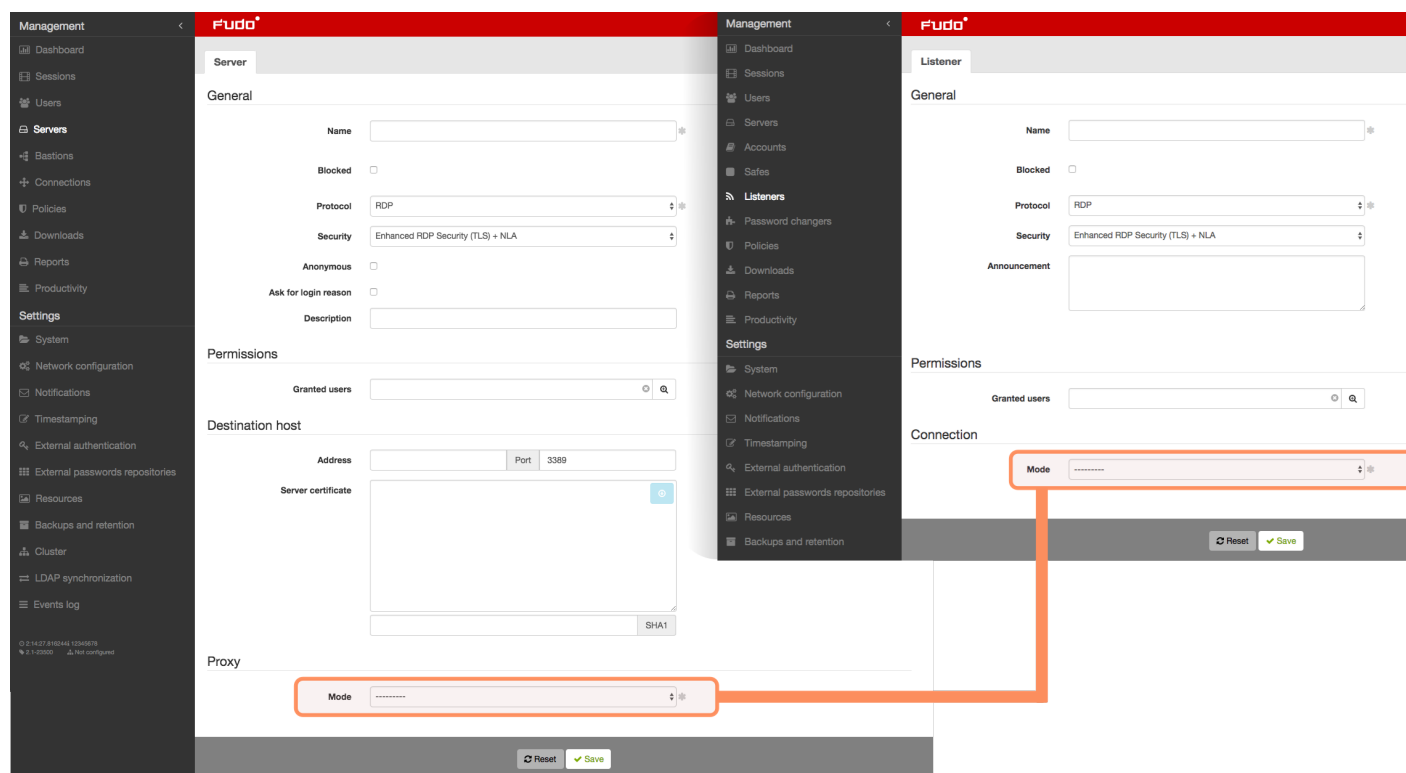 Management
Dashboard
Sessions
Users
Servers
Bastions
Connections
Policies
Downloads
Reports
Productivity
Settings
System
Network configuration
Notifications
Timestamping
External authentication
External passwords repositories
Resources
Backups and retention
Cluster
LDAP synchronization
Events log
Not configured
FUDO
Server
General
Name
Blocked
Protocol RDP
Security Enhanced RDP Security (TLS) + NLA
Anonymous
Ask for login reason
Description
Permissions
Granted users
Destination host
Address Port 3389
Server certificate
SHA1
Proxy
Mode ---------
Reset Save
Management
Dashboard
Sessions
Users
Servers
Accounts
Safes
Listeners
Password changers
Policies
Downloads
Reports
Productivity
Settings
System
Network configuration
Notifications
Timestamping
External authentication
External passwords repositories
Resources
Backups and retention
FUDO
Listener
General
Name
Blocked
Protocol RDP
Security Enhanced RDP Security (TLS) + NLA
Announcement
Permissions
Granted users
Connection
Mode ---------
Reset Save